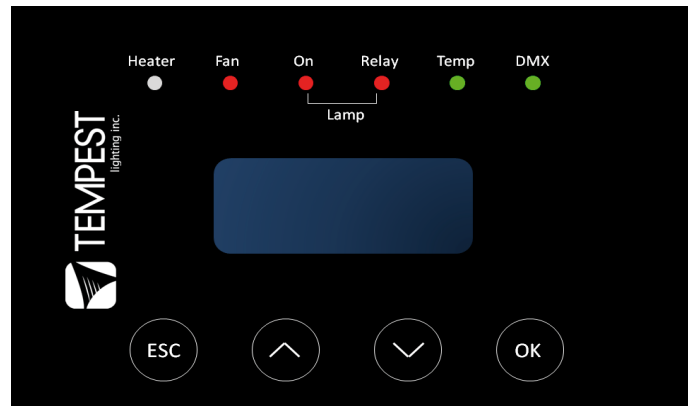 Heater Fan On Relay Temp DMX
Lamp
TEMPEST
lighting inc.
ESC OK